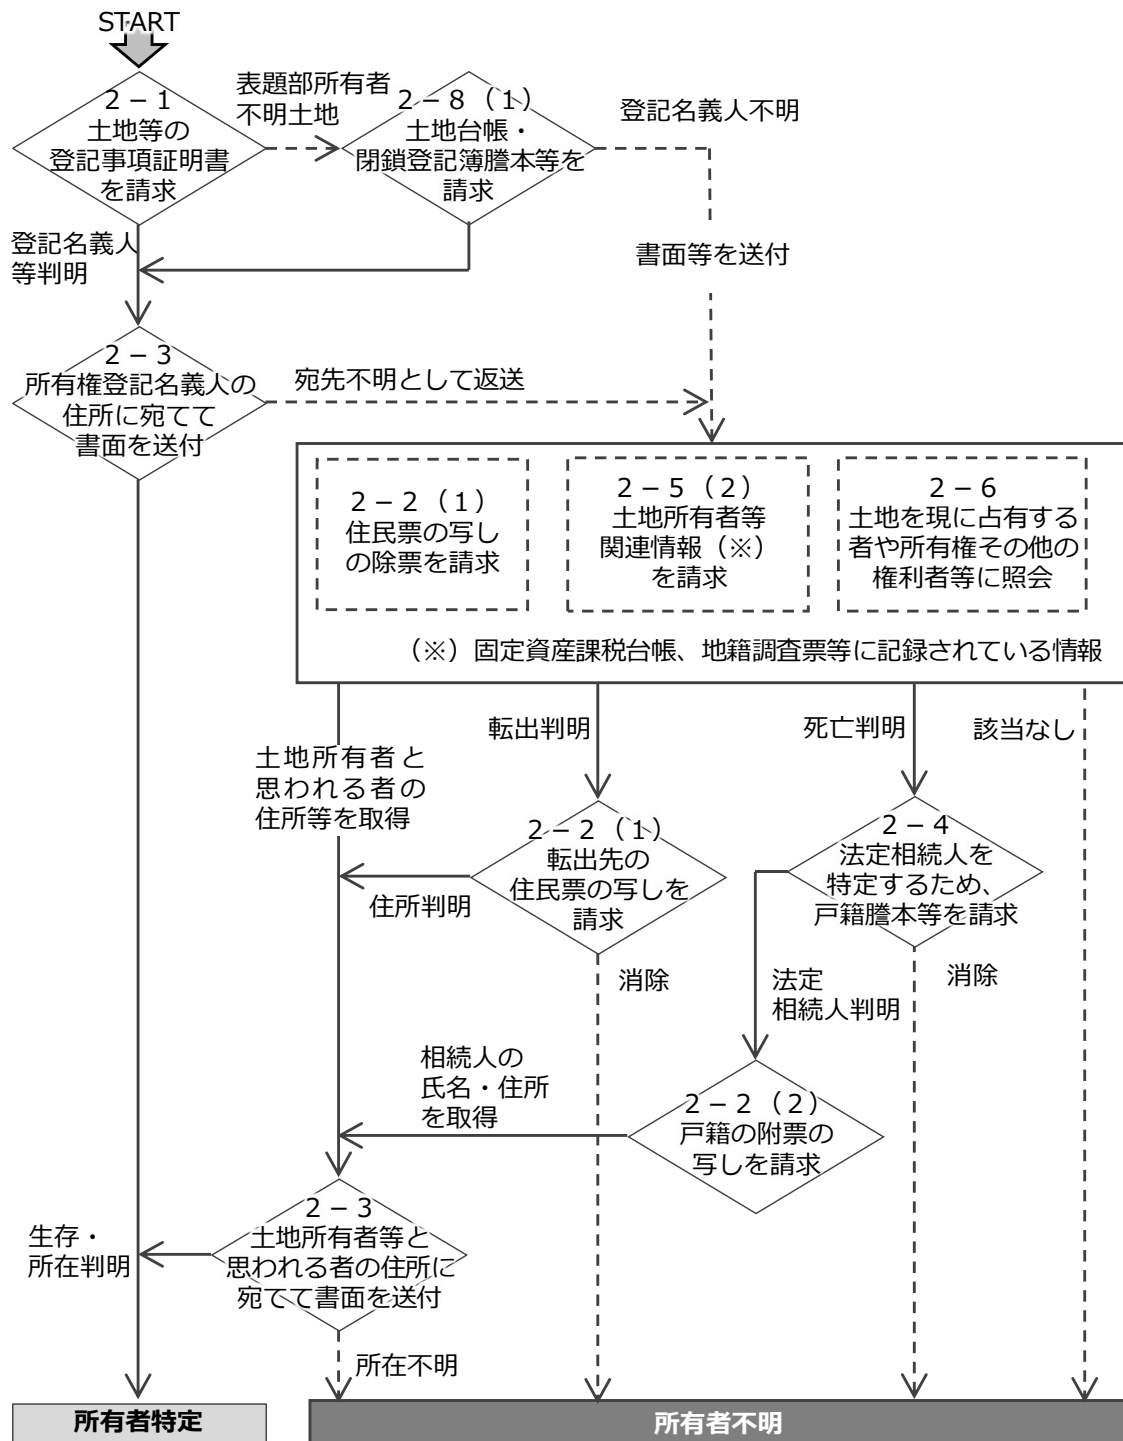 START
2－1
土地等の
登記事項証明書
を請求
表題部所有者
不明土地
2－8（1）
土地台帳・
閉鎖登記簿謄本等を
請求
登記名義人不明
登記名義人
等判明
書面等を送付
2－3
所有権登記名義人の
住所に宛てて
書面を送付
宛先不明として返送
2－2（1）
住民票の写し
の除票を請求
2－5（2）
土地所有者等
関連情報（※）
を請求
2－6
土地を現に占有する
者や所有権その他の
権利者等に照会
（※）固定資産課税台帳、地籍調査票等に記録されている情報
土地所有者と
思われる者の
住所等を取得
転出判明
死亡判明
該当なし
2－2（1）
転出先の
住民票の写しを
請求
2－4
法定相続人を
特定するため、
戸籍謄本等を請求
住所判明
消除
法定
相続人判明
消除
相続人の
氏名・住所
を取得
2－2（2）
戸籍の附票の
写しを請求
2－3
土地所有者等と
思われる者の住所に
宛てて書面を送付
生存・
所在判明
所在不明
所有者特定
所有者不明